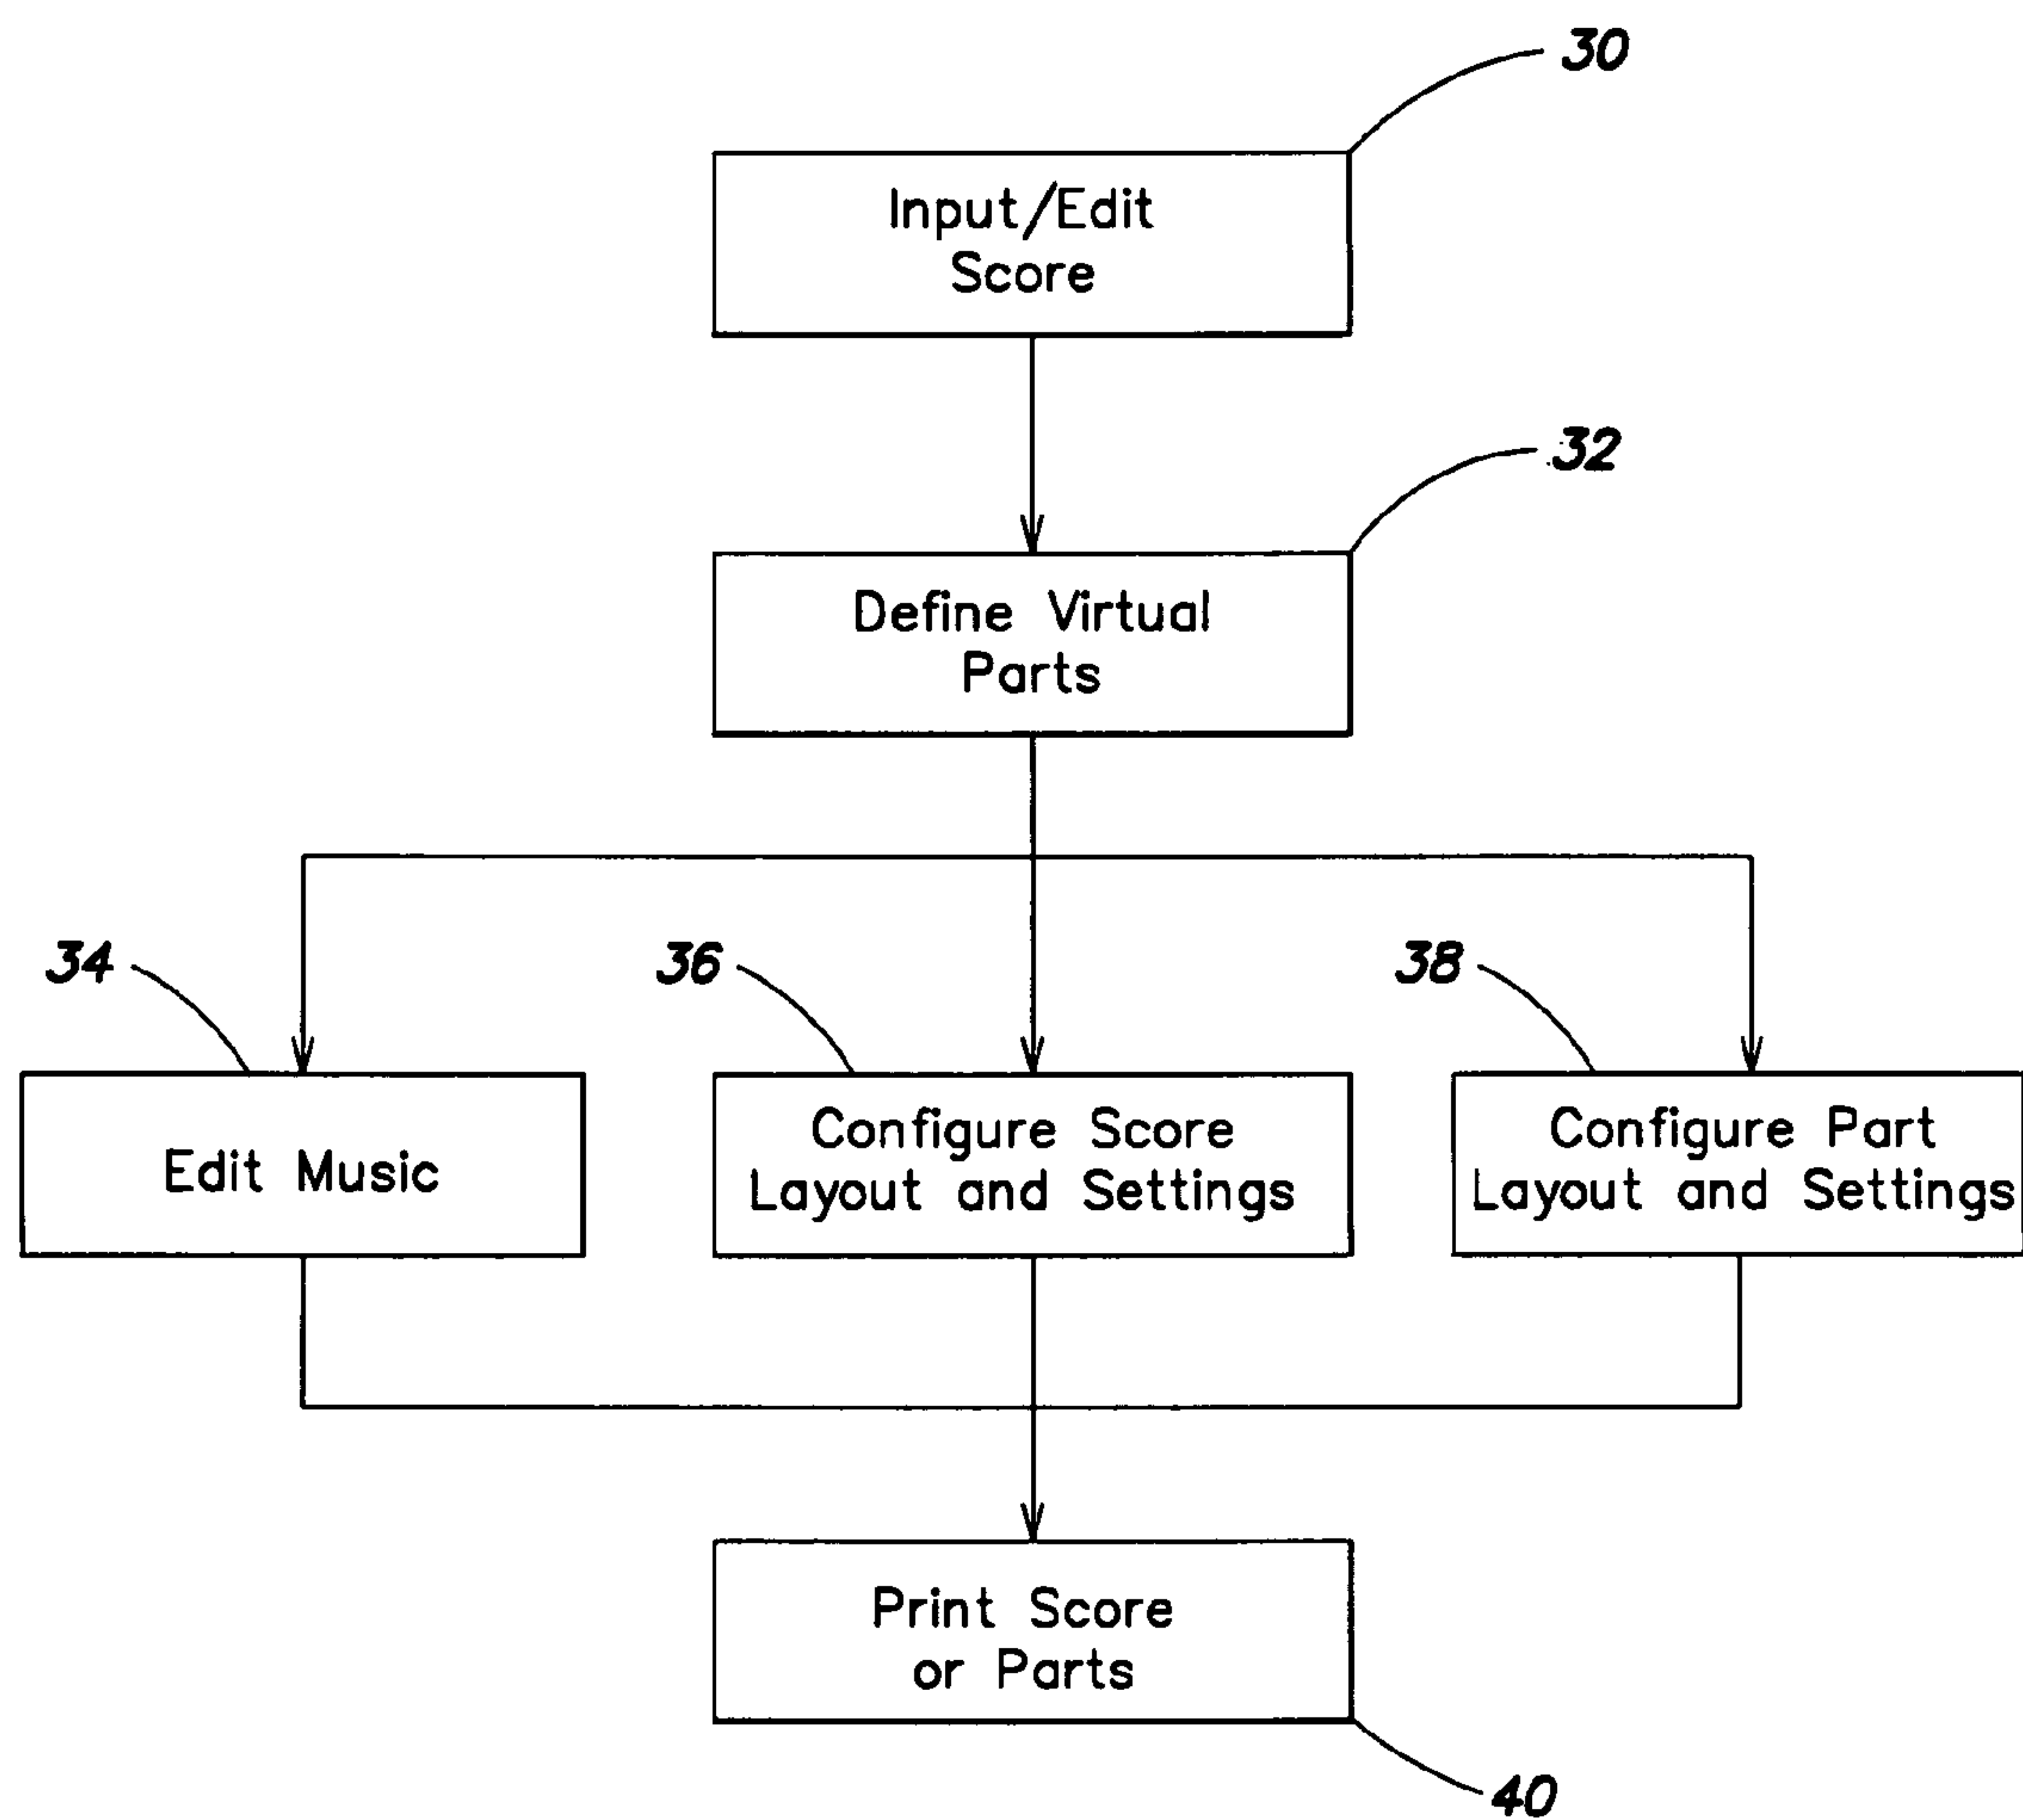 30
Input/Edit
Score
32
Define Virtual
Parts
34
36
38
Edit Music
Configure Score
Layout and Settings
Configure Part
Layout and Settings
Print Score
or Parts
40